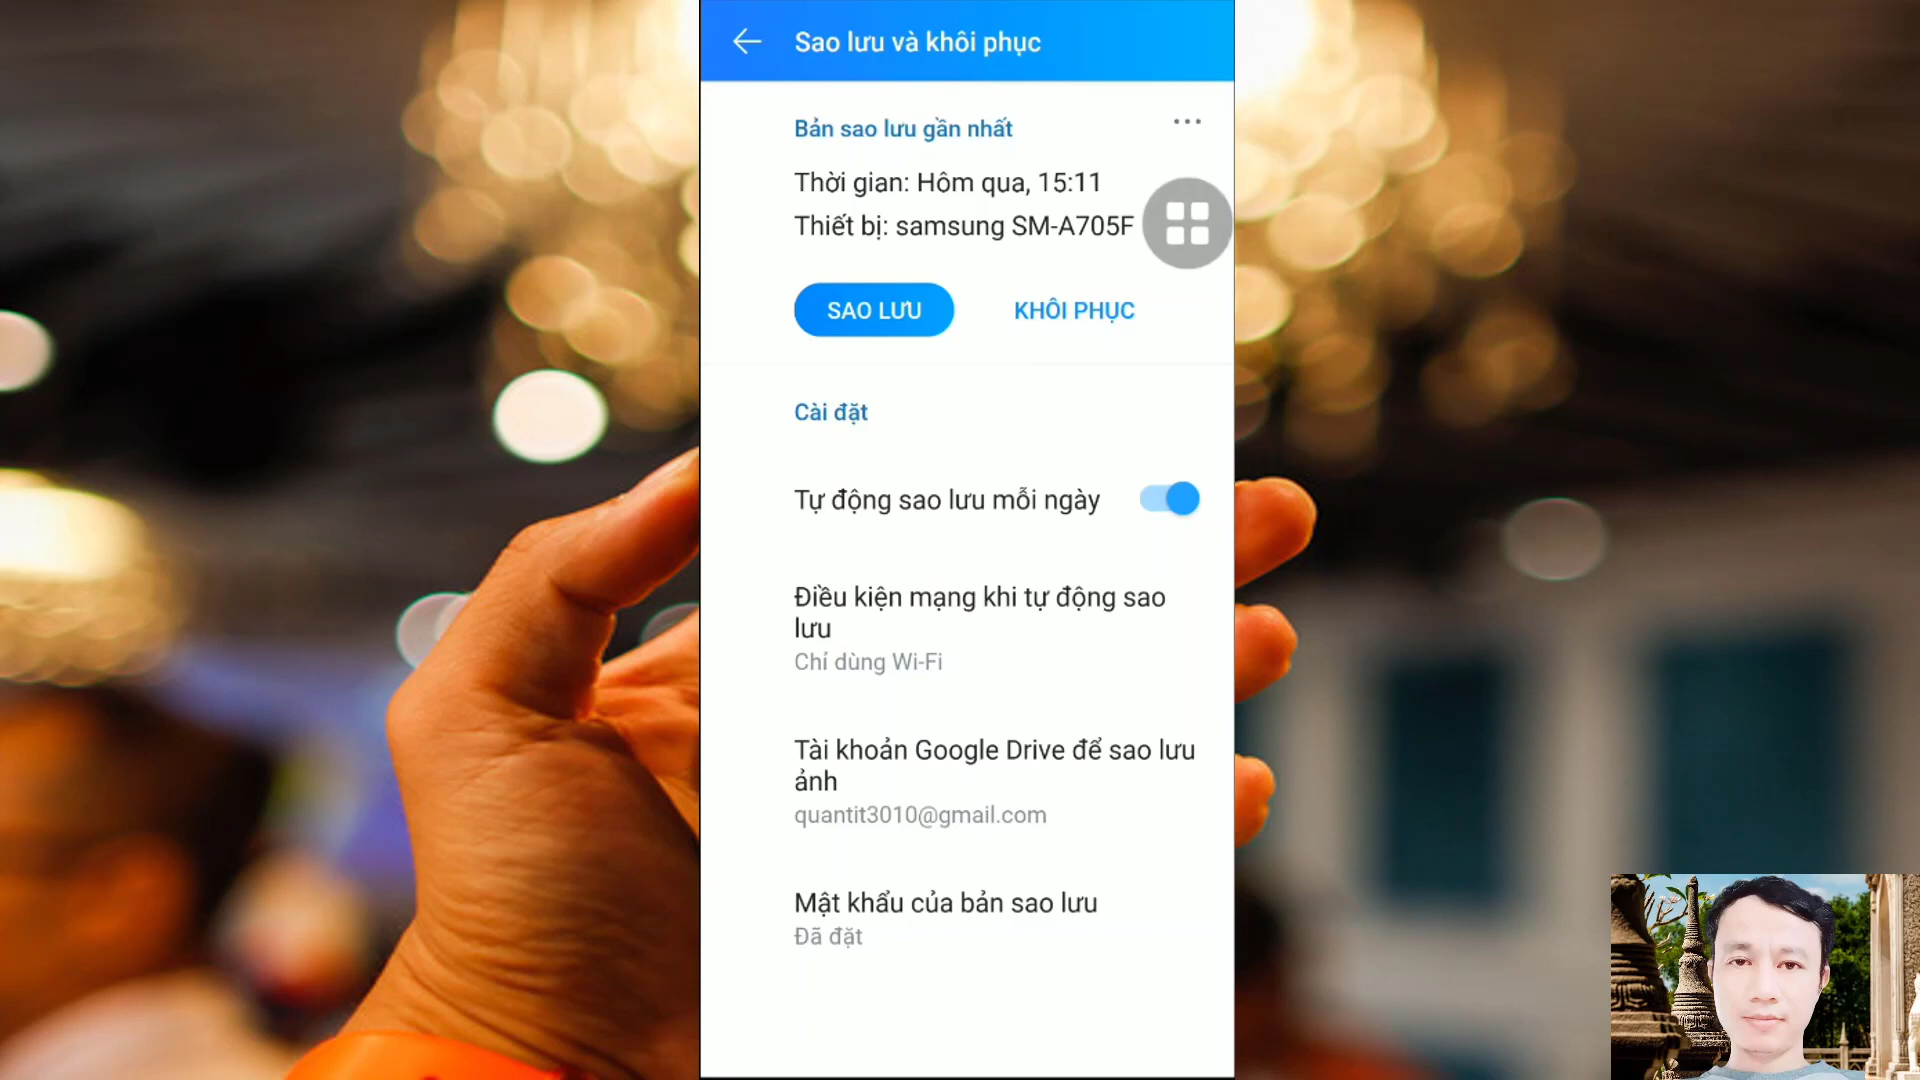 Sao lưu và khôi phục
Bản sao lưu gần nhất
Thời gian: Hôm qua, 15:11
Thiết bị: samsung SM-A705F
SAO LƯU
KHÔI PHỤC
Cài đặt
Tự động sao lưu mỗi ngày
Điều kiện mạng khi tự động sao
lưu
Chỉ dùng Wi-Fi
Tài khoản Google Drive để sao lưu
ảnh
quantit3010@gmail.com
Mật khẩu của bản sao lưu
Đã đặt